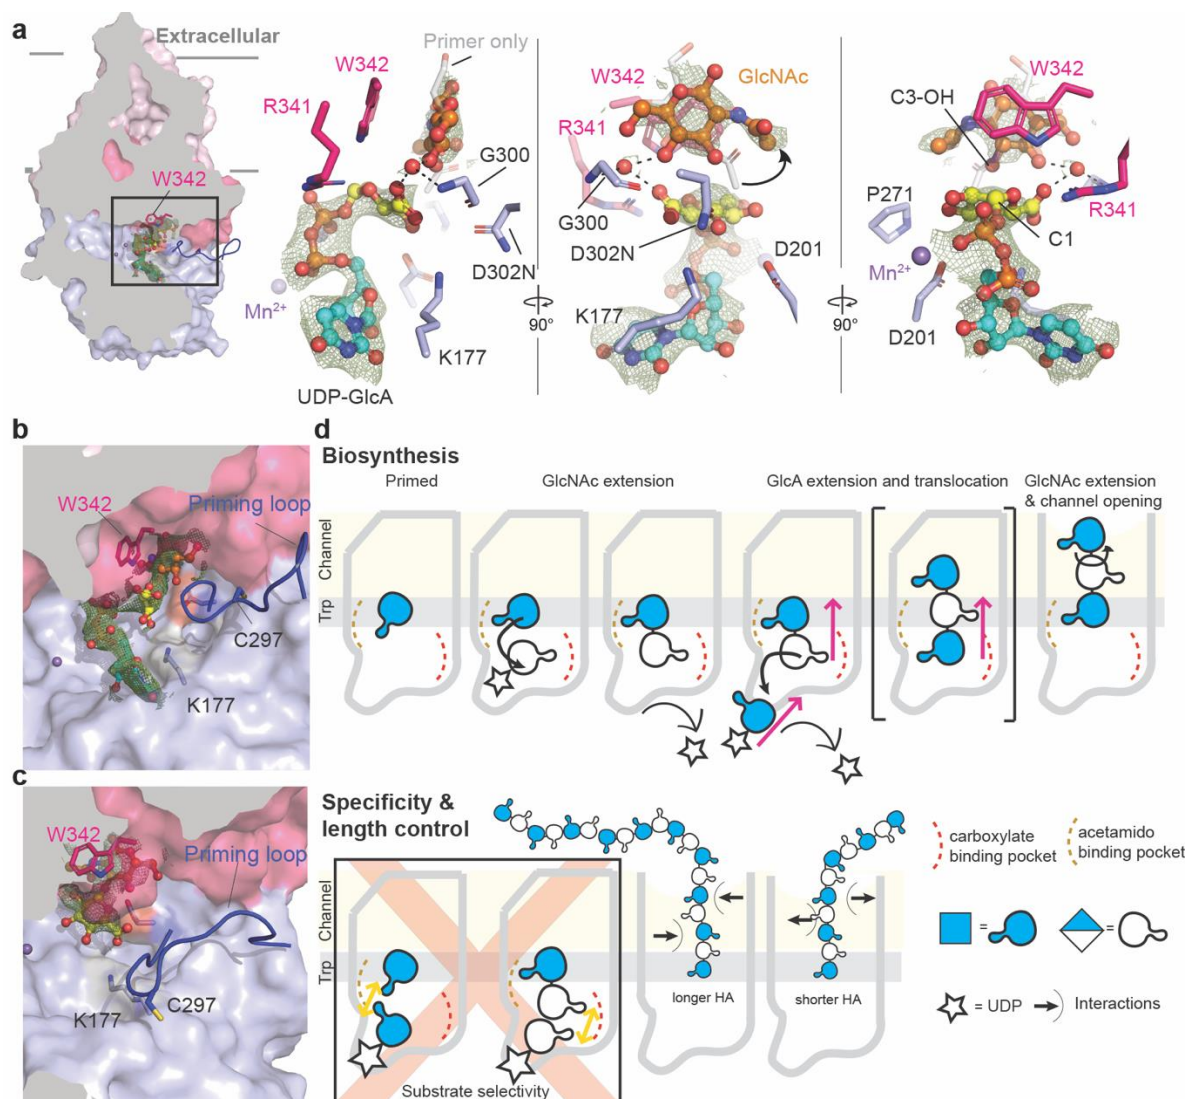 a
Extracellular
W342
Primer only
W342
R341
G300
D302N
K177
Mn²⁺
UDP-GlcA
90°
W342
GlcNAc
R341
G300
D302N
D201
K177
90°
W342
C3-OH
P271
R341
C1
Mn²⁺
D201
b
W342
Priming loop
C297
K177
c
W342
Priming loop
K177
C297
d
Biosynthesis
Primed
GlcNAc extension
GlcA extension and translocation
GlcNAc extension
& channel opening
Channel
Trp
Specificity &
length control
Channel
Trp
Substrate selectivity
longer HA
shorter HA
carboxylate
binding pocket
acetamido
binding pocket
=
=
= UDP
Interactions